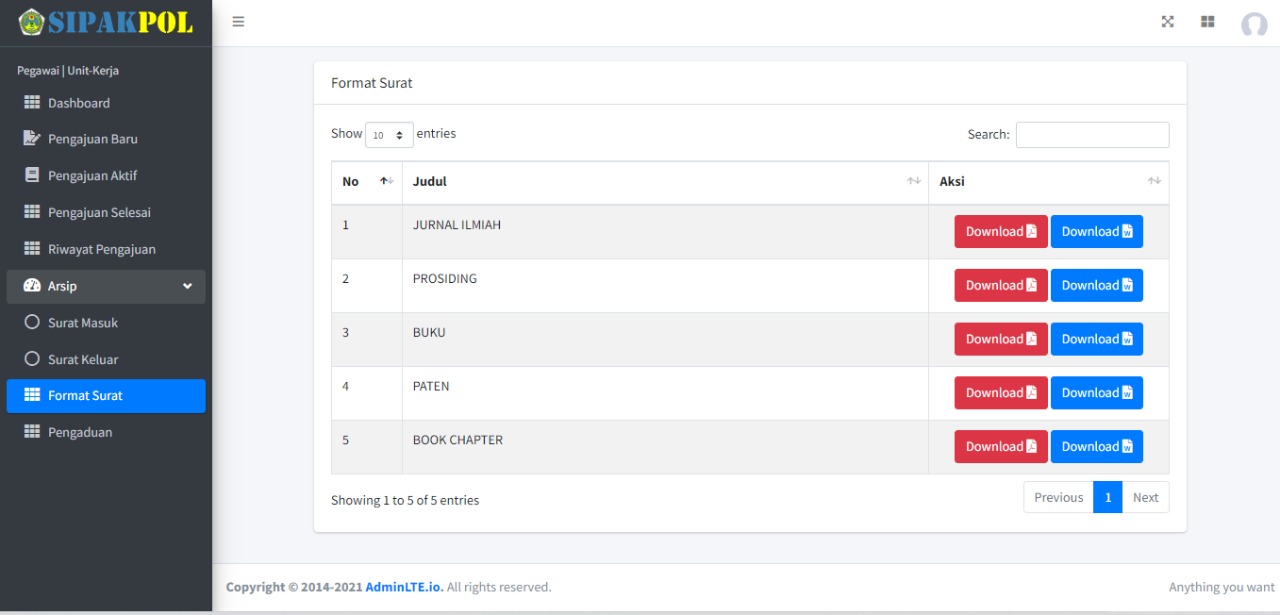 SIPAKPOL
Pegawai | Unit-Kerja
Dashboard
Pengajuan Baru
Pengajuan Aktif
Pengajuan Selesai
Riwayat Pengajuan
Arsip
Surat Masuk
Surat Keluar
Format Surat
Pengaduan
Format Surat
Show 10 entries Search:
No Judul Aksi
1 JURNAL ILMIAH Download Download
2 PROSIDING Download Download
3 BUKU Download Download
4 PATEN Download Download
5 BOOK CHAPTER Download Download
Showing 1 to 5 of 5 entries Previous 1 Next
Copyright © 2014-2021 AdminLTE.io. All rights reserved. Anything you want